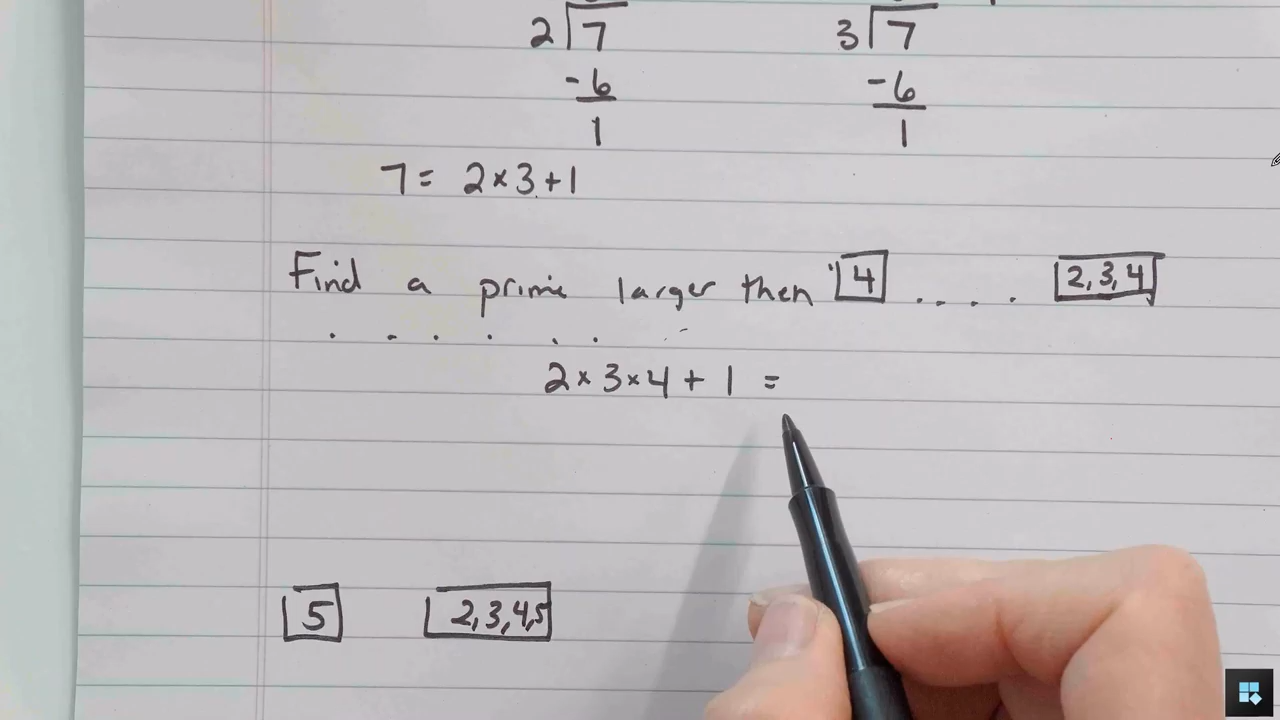 2 7 3 7
-6 -6
1 1
7 = 2×3+1
Find a prime larger then 4 .... 2,3,4
2×3×4 + 1 =
5 2,3,4,5